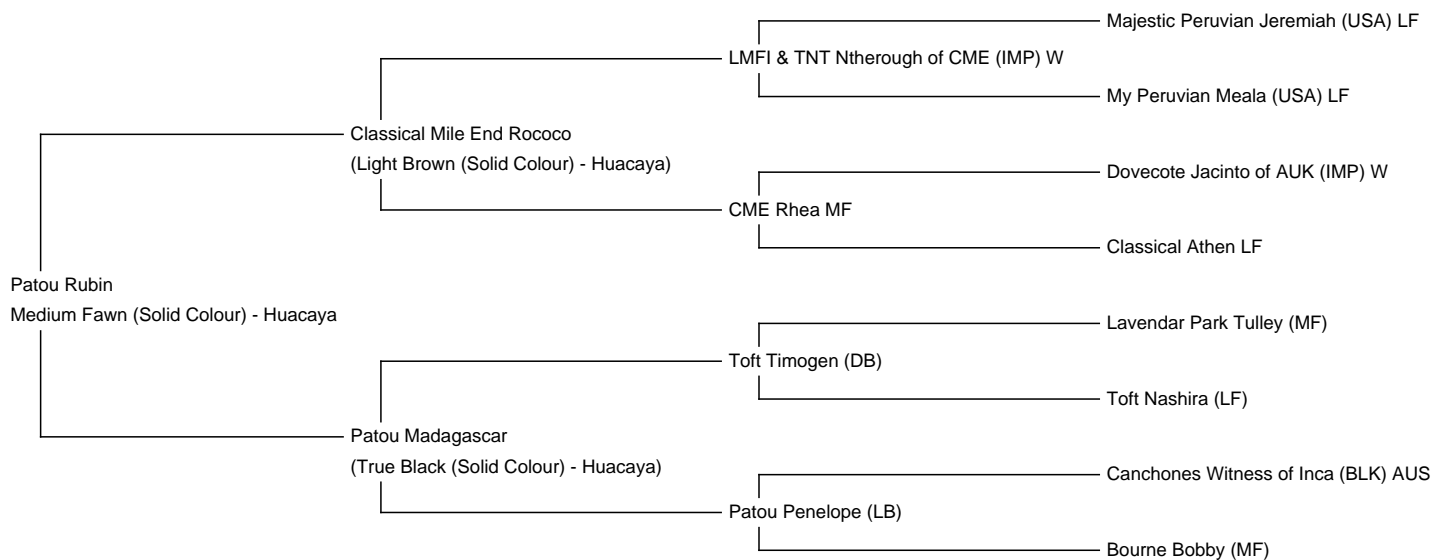 Majestic Peruvian Jeremiah (USA) LF
LMFI & TNT Ntherough of CME (IMP) W
My Peruvian Meala (USA) LF
Classical Mile End Rococo
(Light Brown (Solid Colour) - Huacaya)
Dovecote Jacinto of AUK (IMP) W
CME Rhea MF
Classical Athen LF
Patou Rubin
Medium Fawn (Solid Colour) - Huacaya
Lavendar Park Tulley (MF)
Toft Timogen (DB)
Toft Nashira (LF)
Patou Madagascar
(True Black (Solid Colour) - Huacaya)
Canchones Witness of Inca (BLK) AUS
Patou Penelope (LB)
Bourne Bobby (MF)